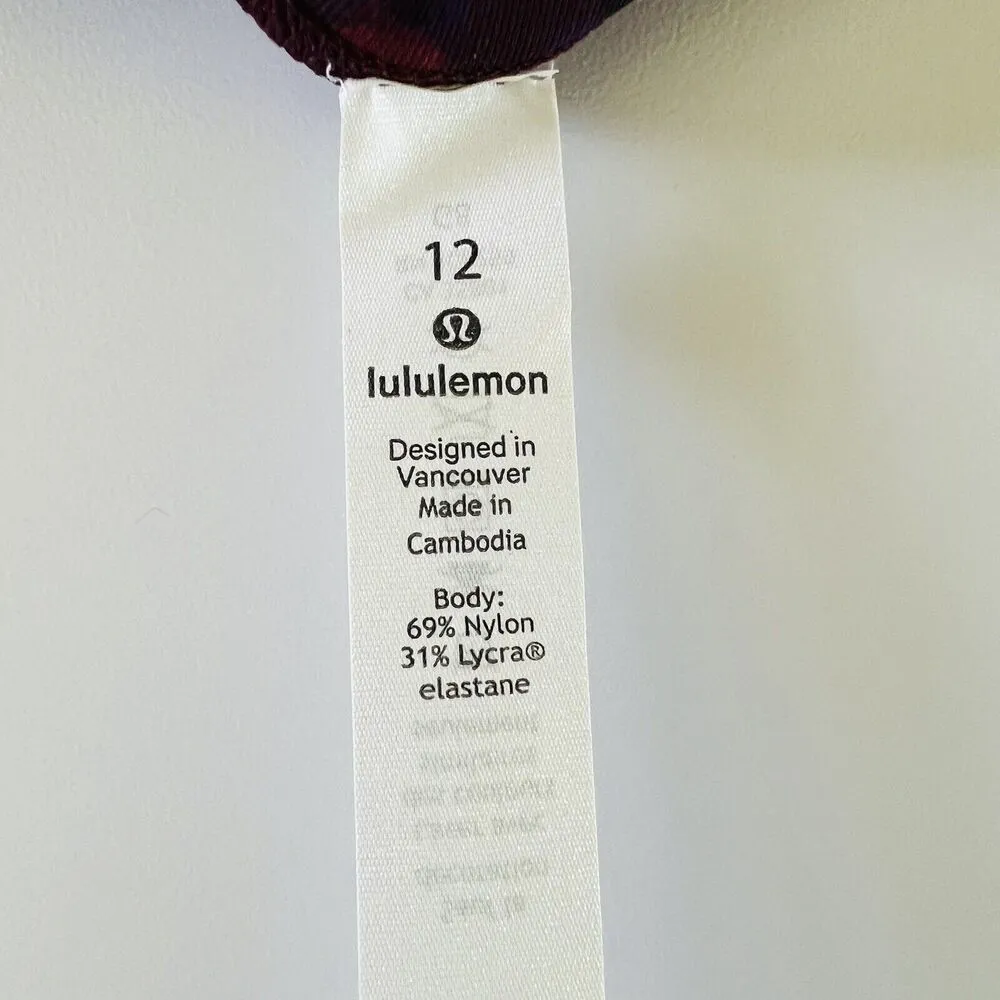 12
lululemon
Designed in
Vancouver
Made in
Cambodia
Body:
69% Nylon
31% Lycra®
elastane